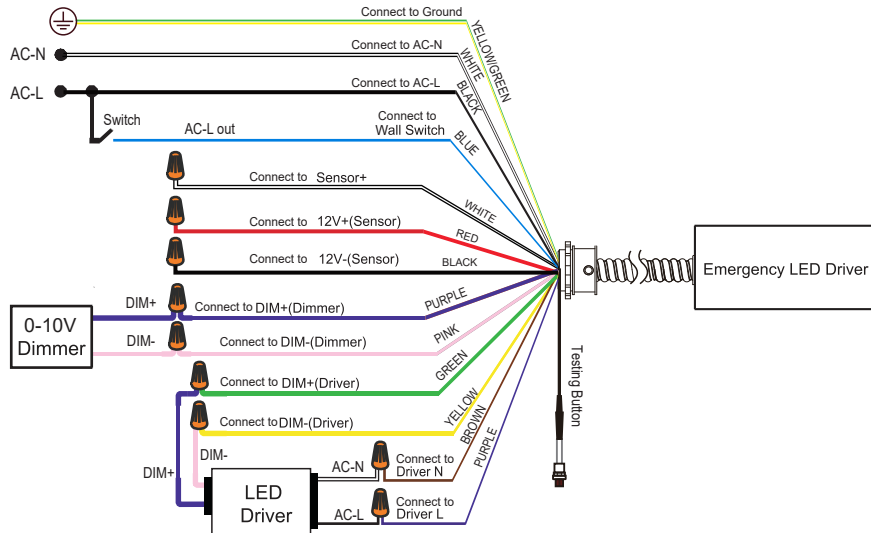 Connect to Ground
YELLOW/GREEN
AC-N
Connect to AC-N
WHITE
AC-L
Connect to AC-L
BLACK
Switch
AC-L out
Connect to
Wall Switch
BLUE
Connect to Sensor+
WHITE
Connect to 12V+(Sensor)
RED
Connect to 12V-(Sensor)
BLACK
Emergency LED Driver
0-10V
Dimmer
DIM+
Connect to DIM+(Dimmer)
PURPLE
DIM-
Connect to DIM-(Dimmer)
PINK
Connect to DIM+(Driver)
GREEN
Connect to DIM-(Driver)
YELLOW
BROWN
PURPLE
Testing Button
DIM+
DIM-
LED
Driver
AC-N
Connect to
Driver N
AC-L
Connect to
Driver L